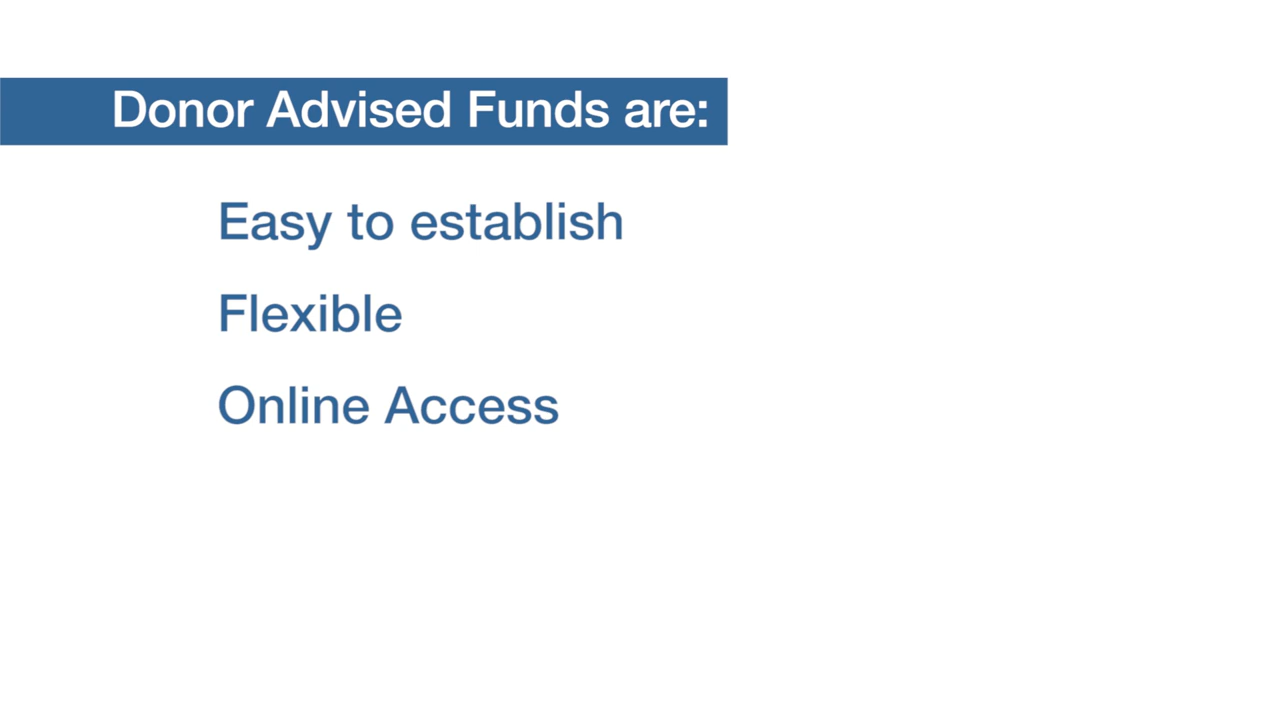 Donor Advised Funds are:
Easy to establish
Flexible
Online Access